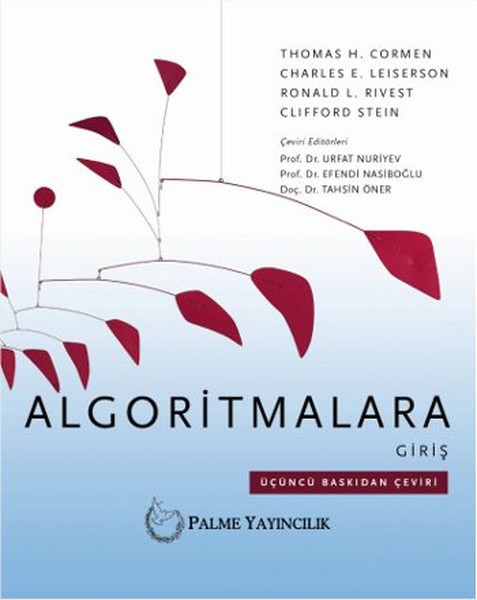 THOMAS H. CORMEN
CHARLES E. LEISERSON
RONALD L. RIVEST
CLIFFORD STEIN
Çeviri Editörleri
Prof. Dr. URFAT NURİYEV
Prof. Dr. EFENDİ NASİBOĞLU
Doç. Dr. TAHSİN ÖNER
ALGORİTMALARA
GİRİŞ
ÜÇÜNCÜ BASKIDAN ÇEVİRİ
PALME YAYINCILIK